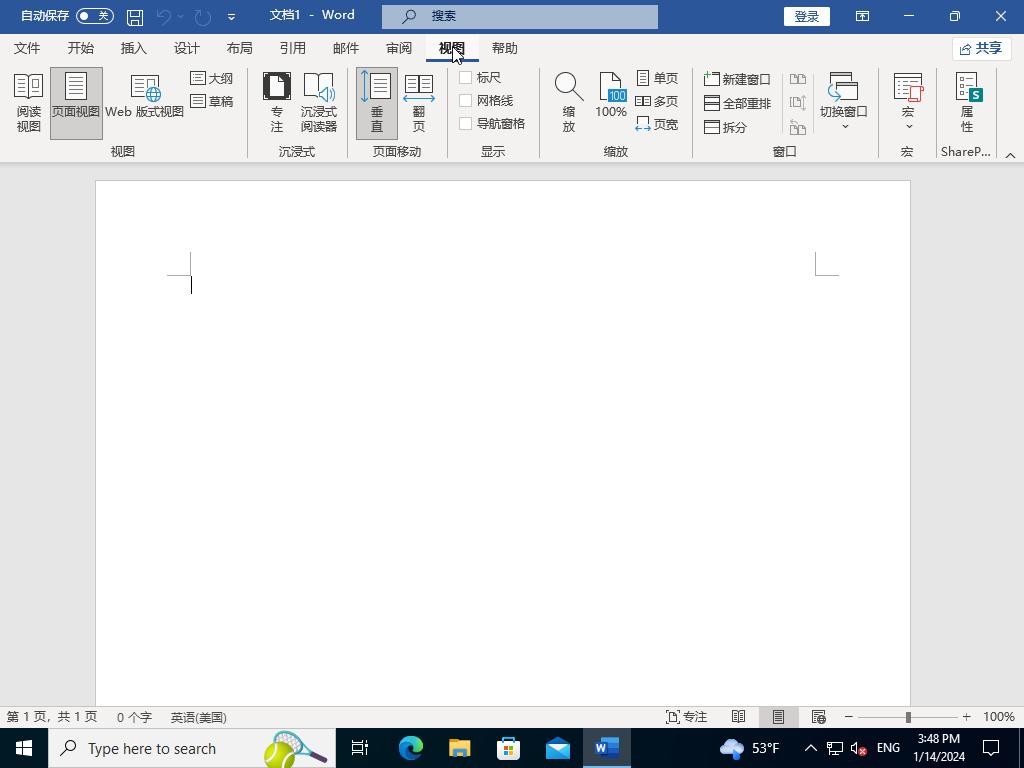 自动保存 关 文档1 - Word 搜索 登录
文件 开始 插入 设计 布局 引用 邮件 审阅 视图 帮助 共享
阅读视图 页面视图 Web 版式视图 大纲 草稿
专注 沉浸式阅读器
垂直 翻页
标尺
网格线
导航窗格
缩放 100% 100 单页 多页 页宽
新建窗口
全部重排
拆分
切换窗口
宏
属性
S
视图 沉浸式 页面移动 显示 缩放 窗口 宏 ShareP...
第 1 页，共 1 页 0 个字 英语(美国) 专注 100%
Type here to search 53°F ENG 3:48 PM
1/14/2024